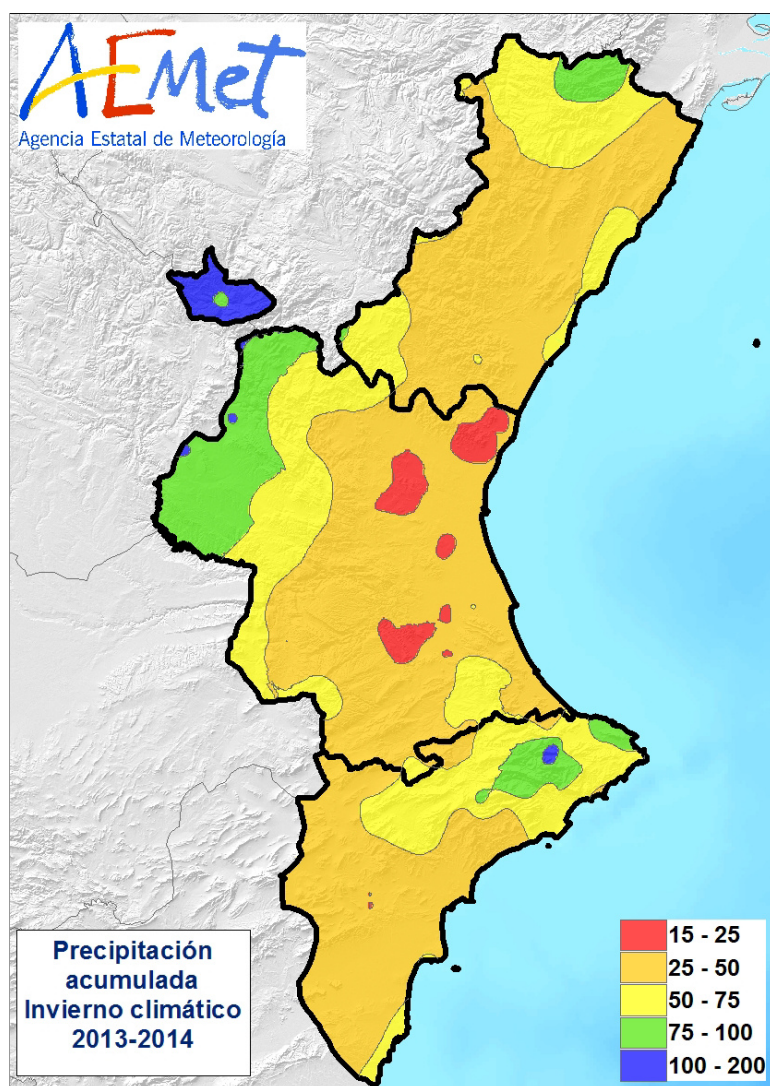 AEmet
Agencia Estatal de Meteorología
Precipitación
acumulada
Invierno climático
2013-2014
15 - 25
25 - 50
50 - 75
75 - 100
100 - 200